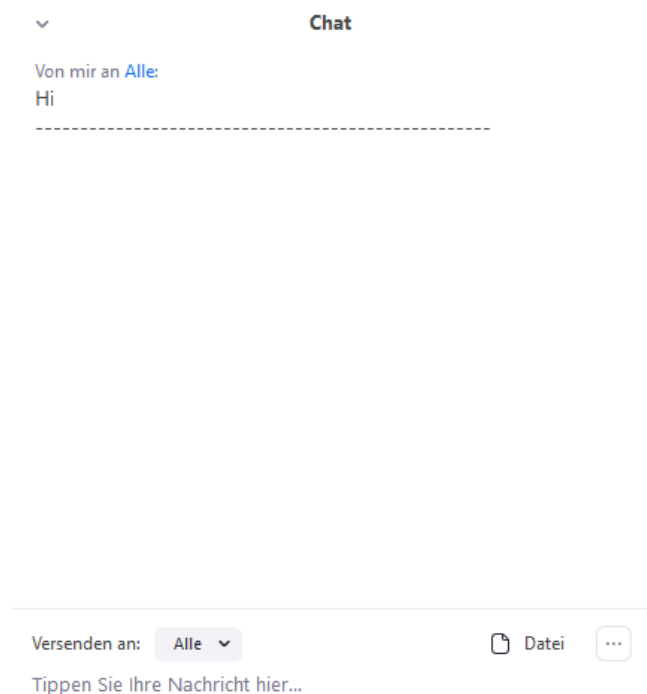 Chat
Von mir an Alle:
Hi
---------------------------------------------------
Versenden an: Alle Datei ...
Tippen Sie Ihre Nachricht hier...